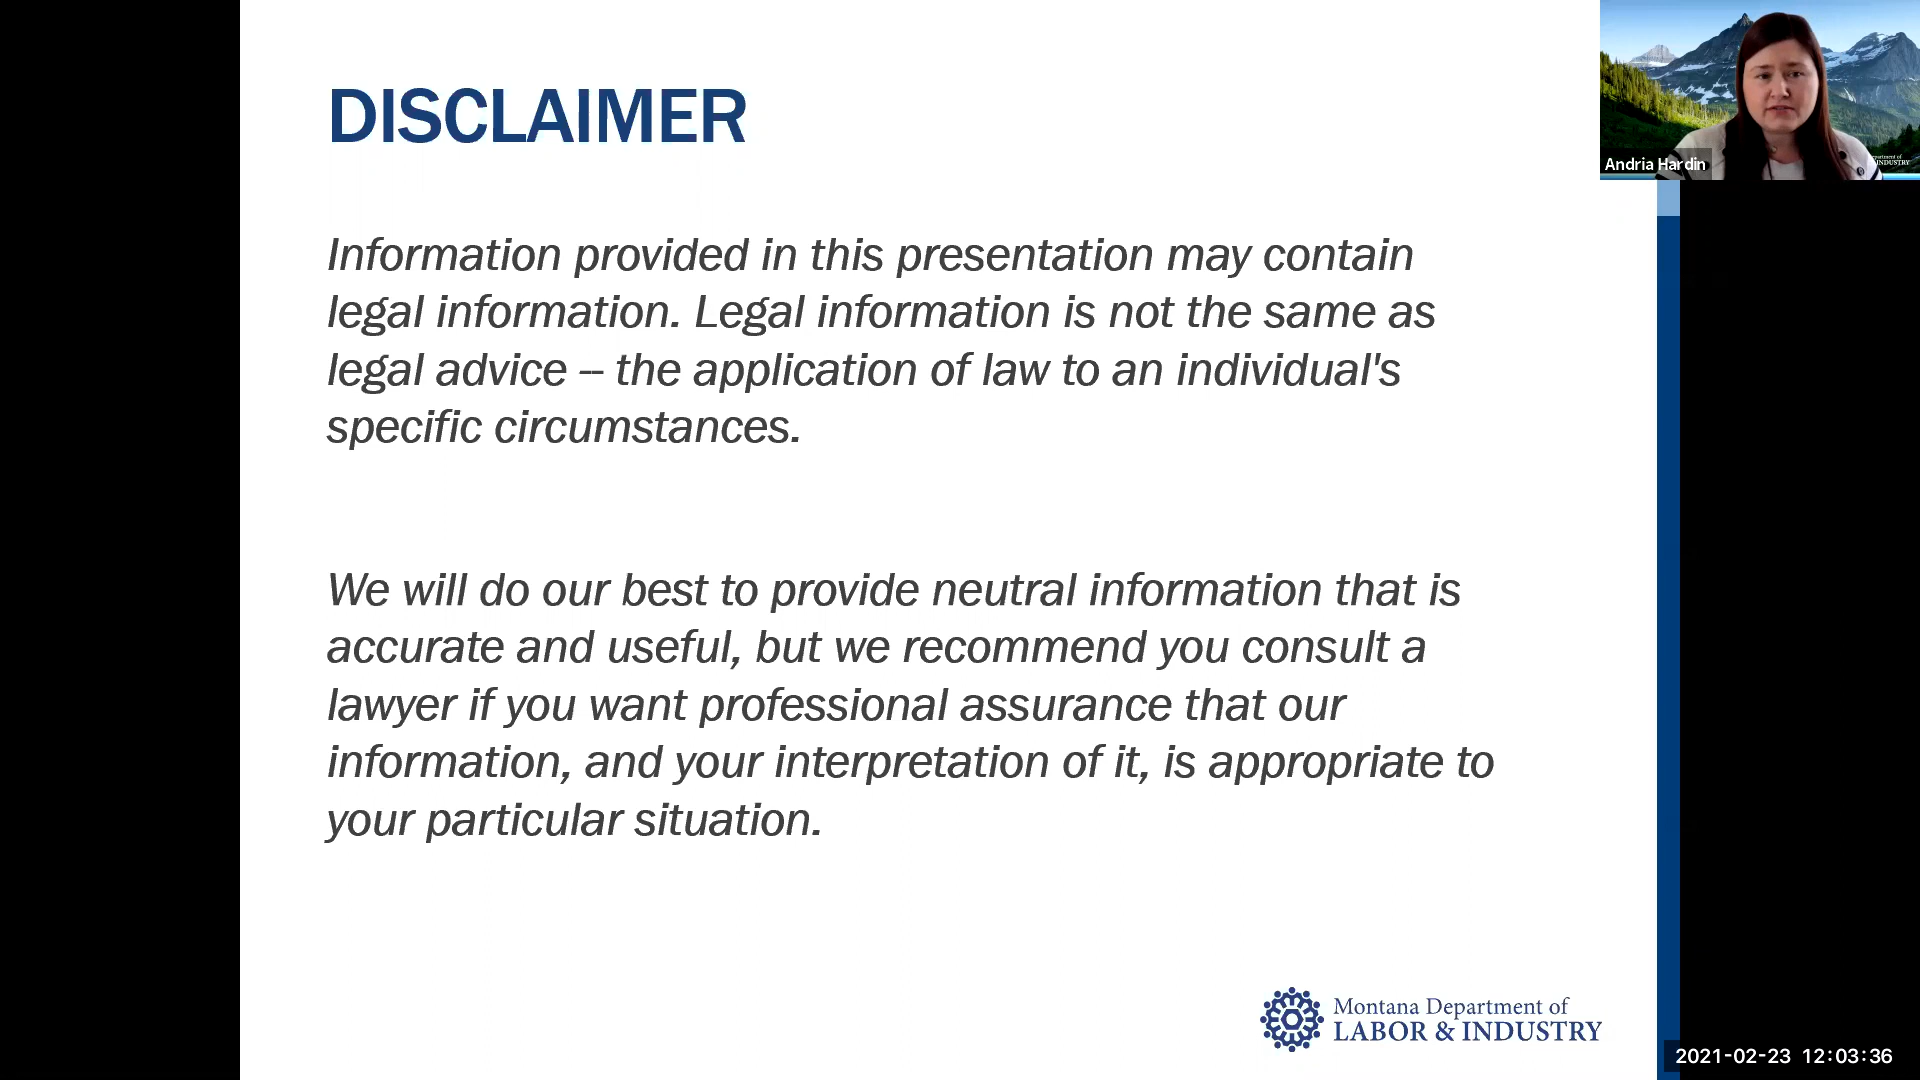 DISCLAIMER
Information provided in this presentation may contain
legal information. Legal information is not the same as
legal advice -- the application of law to an individual's
specific circumstances.
We will do our best to provide neutral information that is
accurate and useful, but we recommend you consult a
lawyer if you want professional assurance that our
information, and your interpretation of it, is appropriate to
your particular situation.
Montana Department of
LABOR & INDUSTRY
Andria Hardin
INDUSTRY
2021-02-23 12:03:36